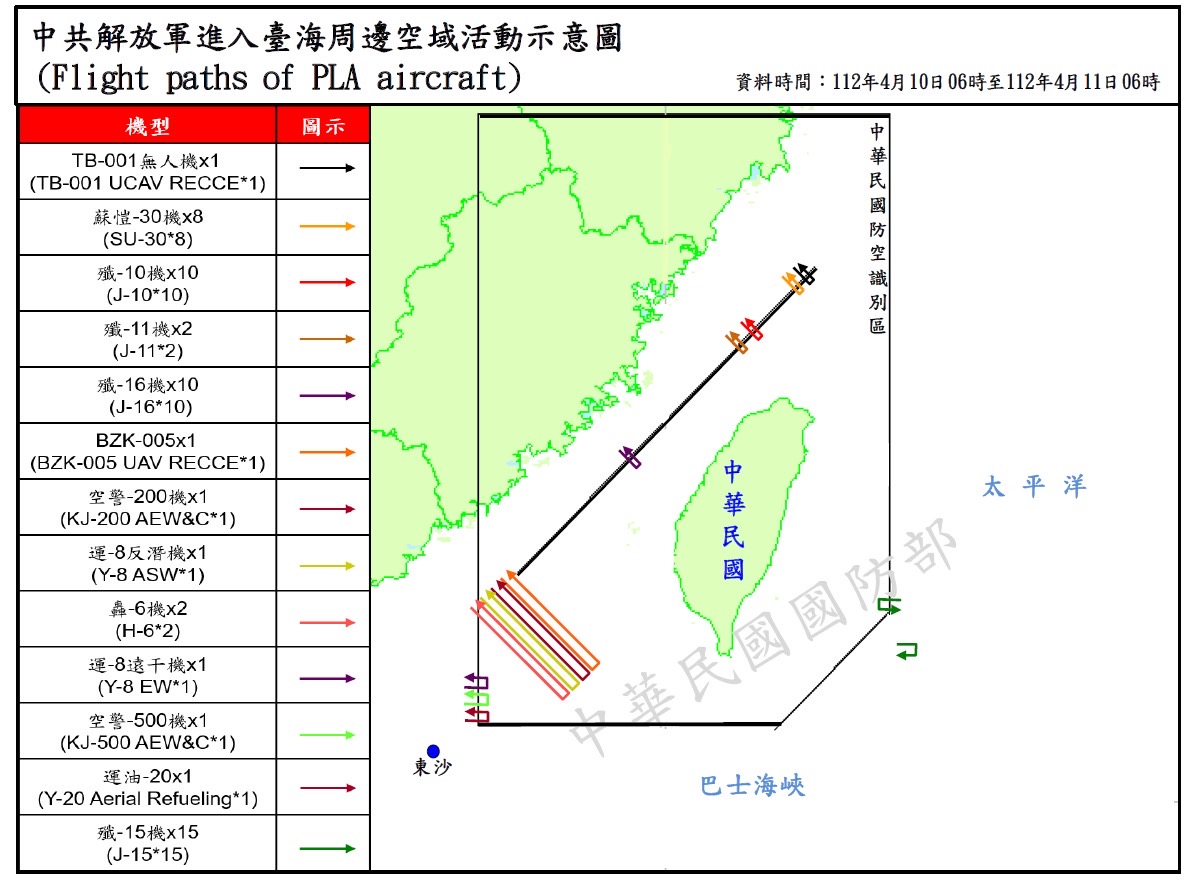 中共解放軍進入臺海周邊空域活動示意圖
(Flight paths of PLA aircraft)
資料時間：112年4月10日06時至112年4月11日06時
機型
圖示
TB-001無人機x1
(TB-001 UCAV RECCE*1)
蘇愷-30機x8
(SU-30*8)
殲-10機x10
(J-10*10)
殲-11機x2
(J-11*2)
殲-16機x10
(J-16*10)
BZK-005x1
(BZK-005 UAV RECCE*1)
空警-200機x1
(KJ-200 AEW&C*1)
運-8反潛機x1
(Y-8 ASW*1)
轟-6機x2
(H-6*2)
運-8遠干機x1
(Y-8 EW*1)
空警-500機x1
(KJ-500 AEW&C*1)
運油-20x1
(Y-20 Aerial Refueling*1)
殲-15機x15
(J-15*15)
中華民國防空識別區
中華民國
太平洋
中華民國國防部
東沙
巴士海峽